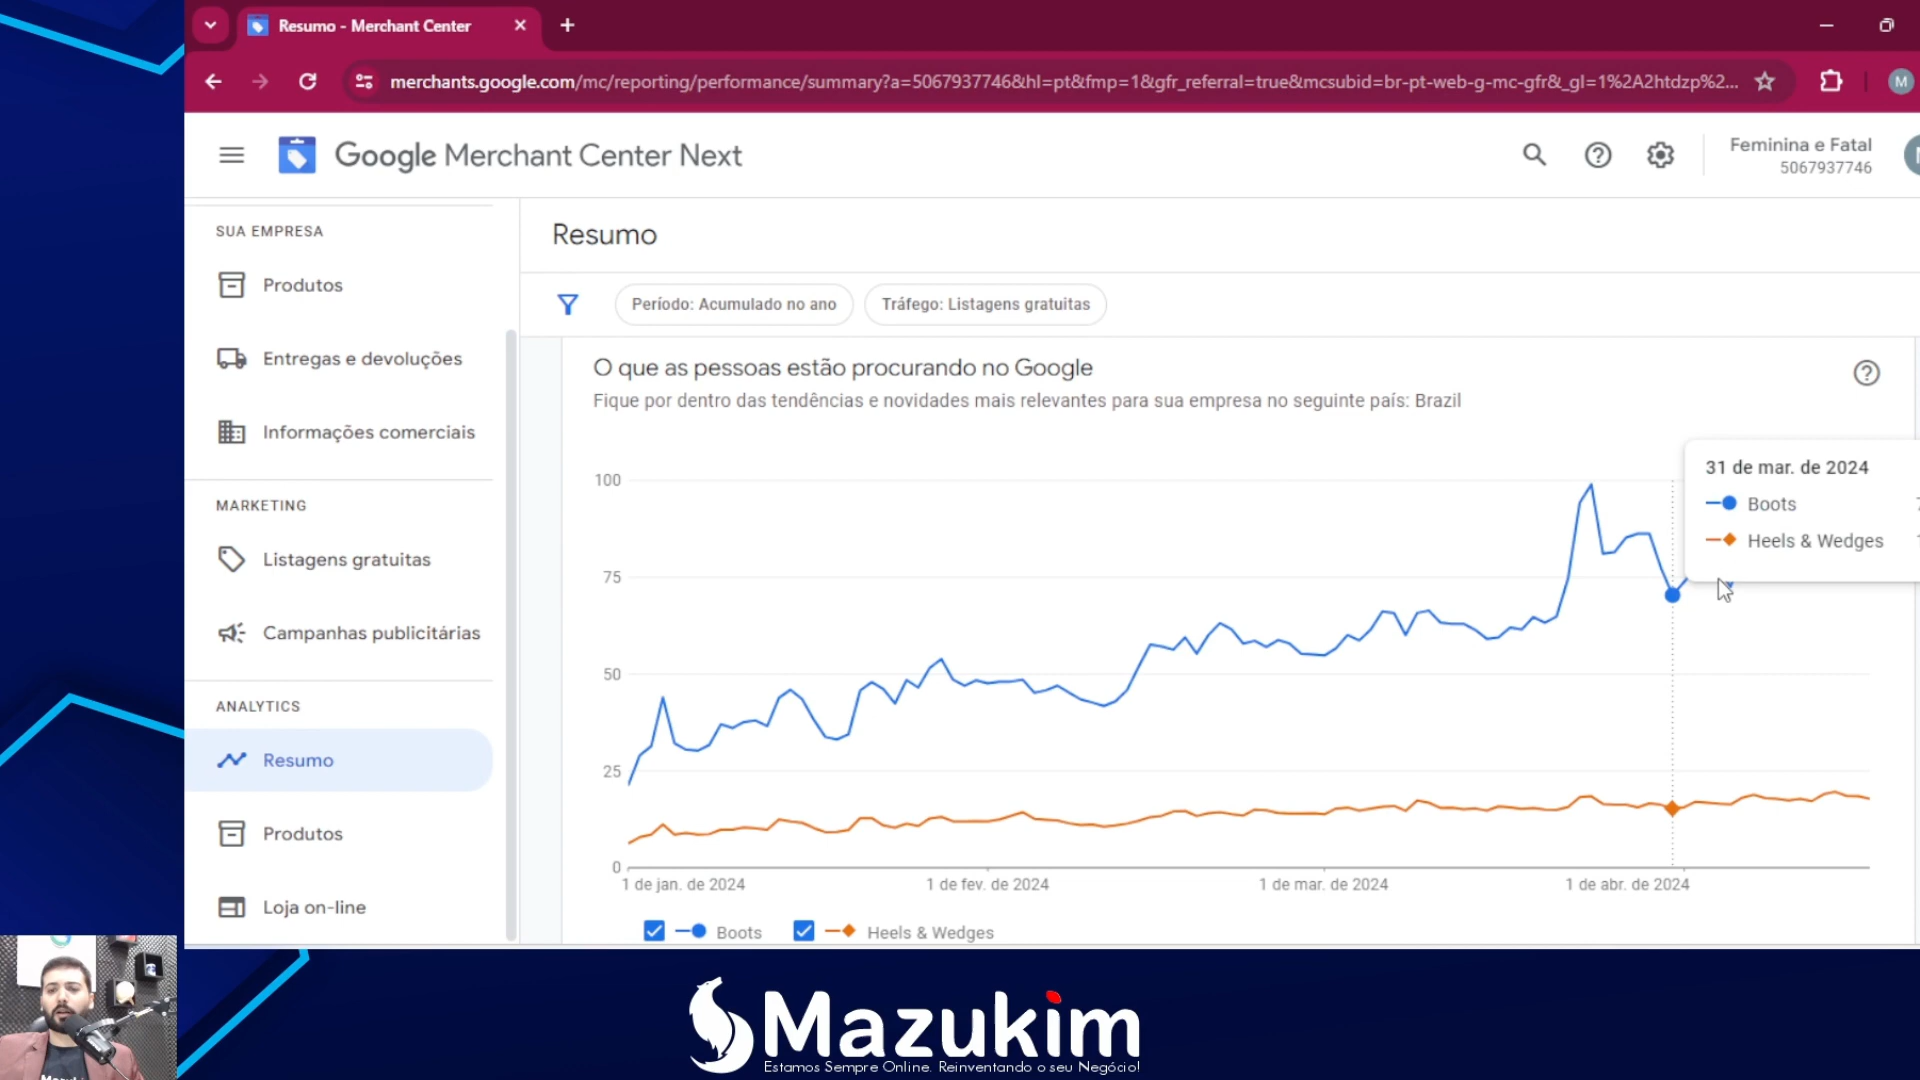 Resumo - Merchant Center
merchants.google.com/mc/reporting/performance/summary?a=5067937746&hl=pt&fmp=1&gfr_referral=true&mcsubid=br-pt-web-g-mc-gfr&_gl=1%2A2htdzp%2...
M
Google Merchant Center Next
Feminina e Fatal
5067937746
SUA EMPRESA
Produtos
Entregas e devoluções
Informações comerciais
MARKETING
Listagens gratuitas
Campanhas publicitárias
ANALYTICS
Resumo
Produtos
Loja on-line
Resumo
Período: Acumulado no ano
Tráfego: Listagens gratuitas
O que as pessoas estão procurando no Google
Fique por dentro das tendências e novidades mais relevantes para sua empresa no seguinte país: Brazil
31 de mar. de 2024
Boots
Heels & Wedges
100
75
50
25
0
1 de jan. de 2024
1 de fev. de 2024
1 de mar. de 2024
1 de abr. de 2024
Boots
Heels & Wedges
Mazukim
Estamos Sempre Online. Reinventando o seu Negócio!